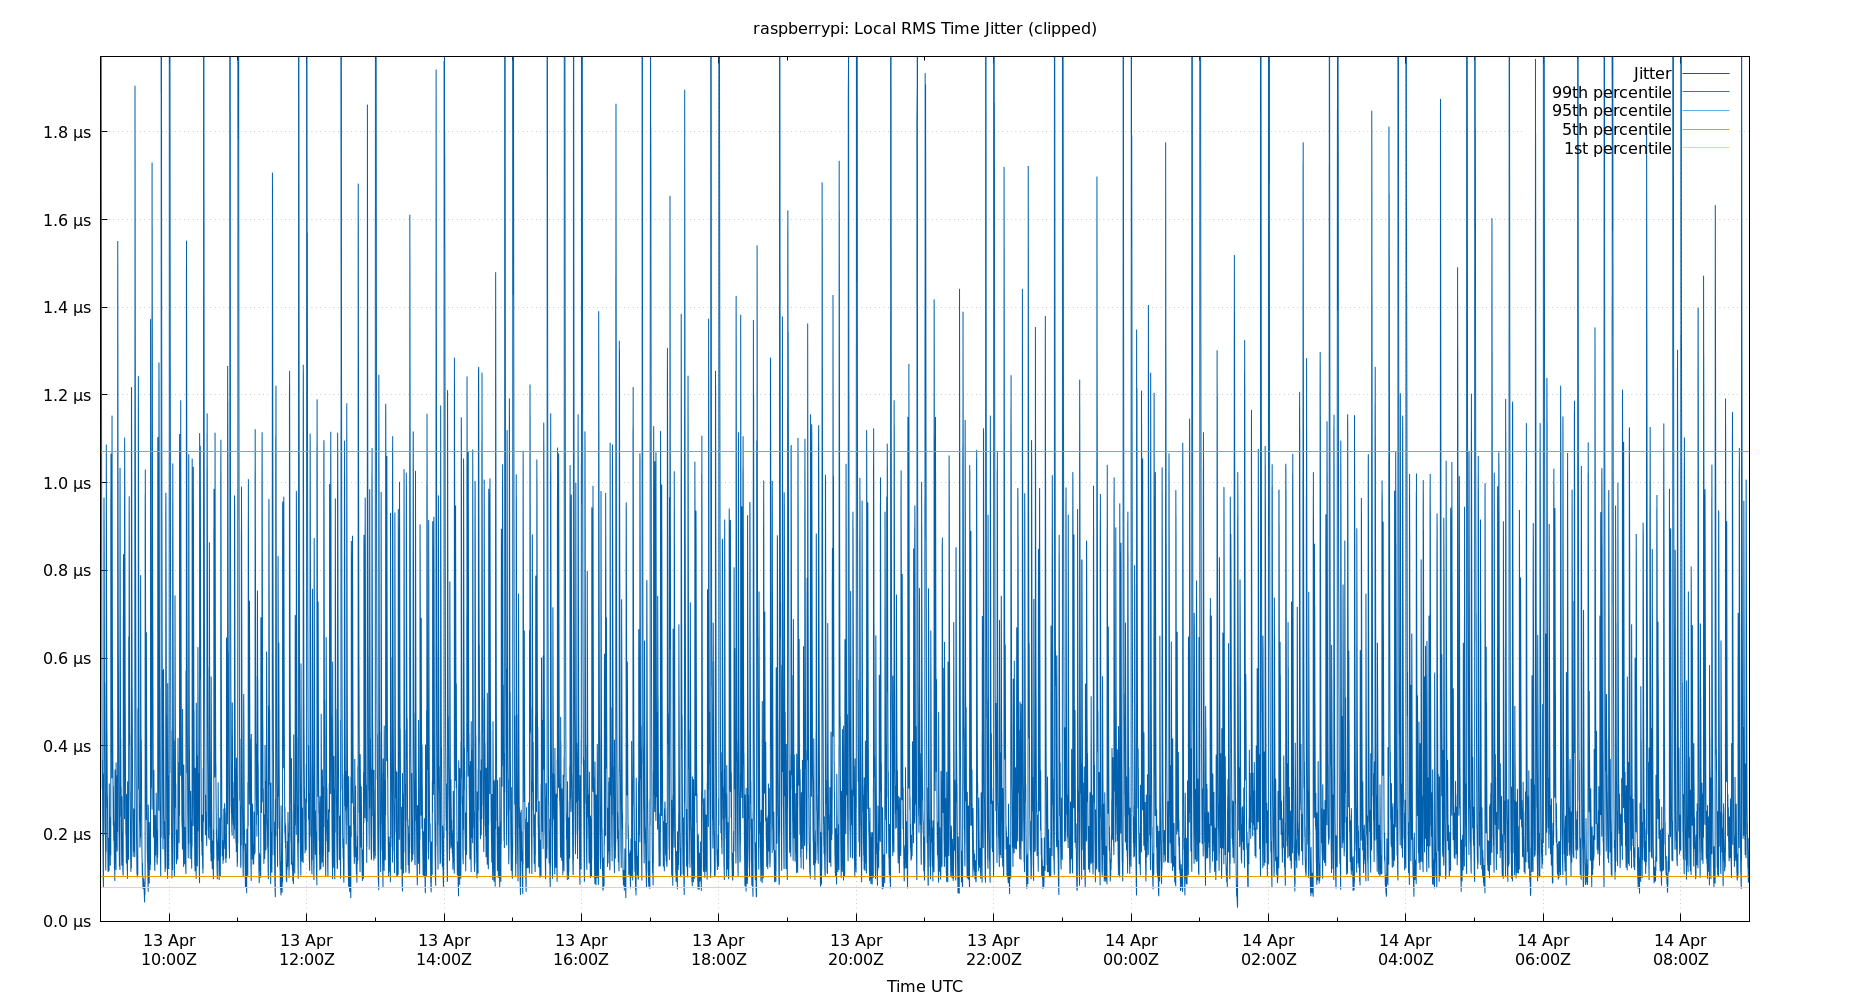 raspberrypi: Local RMS Time Jitter (clipped)
Jitter
99th percentile
95th percentile
5th percentile
1st percentile
1.8 µs
1.6 µs
1.4 µs
1.2 µs
1.0 µs
0.8 µs
0.6 µs
0.4 µs
0.2 µs
0.0 µs
13 Apr 13 Apr 13 Apr 13 Apr 13 Apr 13 Apr 13 Apr 14 Apr 14 Apr 14 Apr 14 Apr 14 Apr
10:00Z 12:00Z 14:00Z 16:00Z 18:00Z 20:00Z 22:00Z 00:00Z 02:00Z 04:00Z 06:00Z 08:00Z
Time UTC